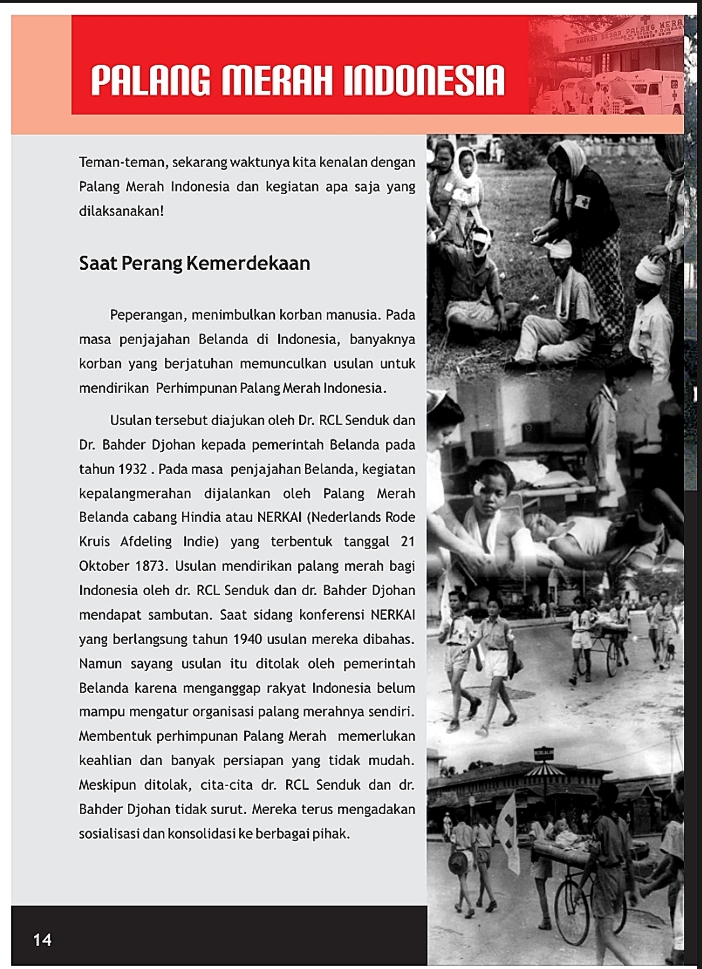 PALANG MERAH INDONESIA
Teman-teman, sekarang waktunya kita kenalan dengan
Palang Merah Indonesia dan kegiatan apa saja yang
dilaksanakan!
Saat Perang Kemerdekaan
Peperangan, menimbulkan korban manusia. Pada
masa penjajahan Belanda di Indonesia, banyaknya
korban yang berjatuhan memunculkan usulan untuk
mendirikan Perhimpunan Palang Merah Indonesia.
Usulan tersebut diajukan oleh Dr. RCL Senduk dan
Dr. Bahder Djohan kepada pemerintah Belanda pada
tahun 1932 . Pada masa penjajahan Belanda, kegiatan
kepalangmerahan dijalankan oleh Palang Merah
Belanda cabang Hindia atau NERKAI (Nederlands Rode
Kruis Afdeling Indie) yang terbentuk tanggal 21
Oktober 1873. Usulan mendirikan palang merah bagi
Indonesia oleh dr. RCL Senduk dan dr. Bahder Djohan
mendapat sambutan. Saat sidang konferensi NERKAI
yang berlangsung tahun 1940 usulan mereka dibahas.
Namun sayang usulan itu ditolak oleh pemerintah
Belanda karena menganggap rakyat Indonesia belum
mampu mengatur organisasi palang merahnya sendiri.
Membentuk perhimpunan Palang Merah memerlukan
keahlian dan banyak persiapan yang tidak mudah.
Meskipun ditolak, cita-cita dr. RCL Senduk dan dr.
Bahder Djohan tidak surut. Mereka terus mengadakan
sosialisasi dan konsolidasi ke berbagai pihak.
14